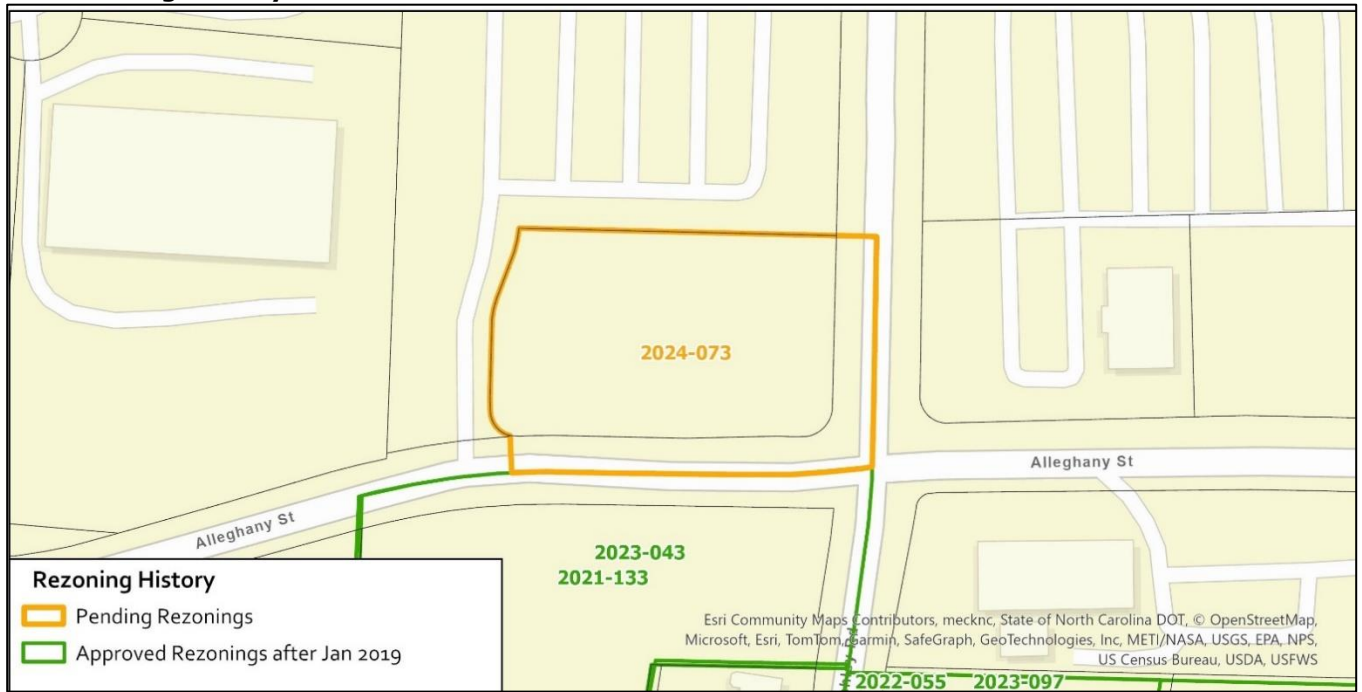 2024-073
Alleghany St
Alleghany St
2023-043
2021-133
Rezoning History
Pending Rezonings
Approved Rezonings after Jan 2019
Esri Community Maps Contributors, mecknc, State of North Carolina DOT, © OpenStreetMap,
Microsoft, Esri, TomTom, Garmin, SafeGraph, GeoTechnologies, Inc, METI/NASA, USGS, EPA, NPS,
US Census Bureau, USDA, USFWS
2022-055 2023-097